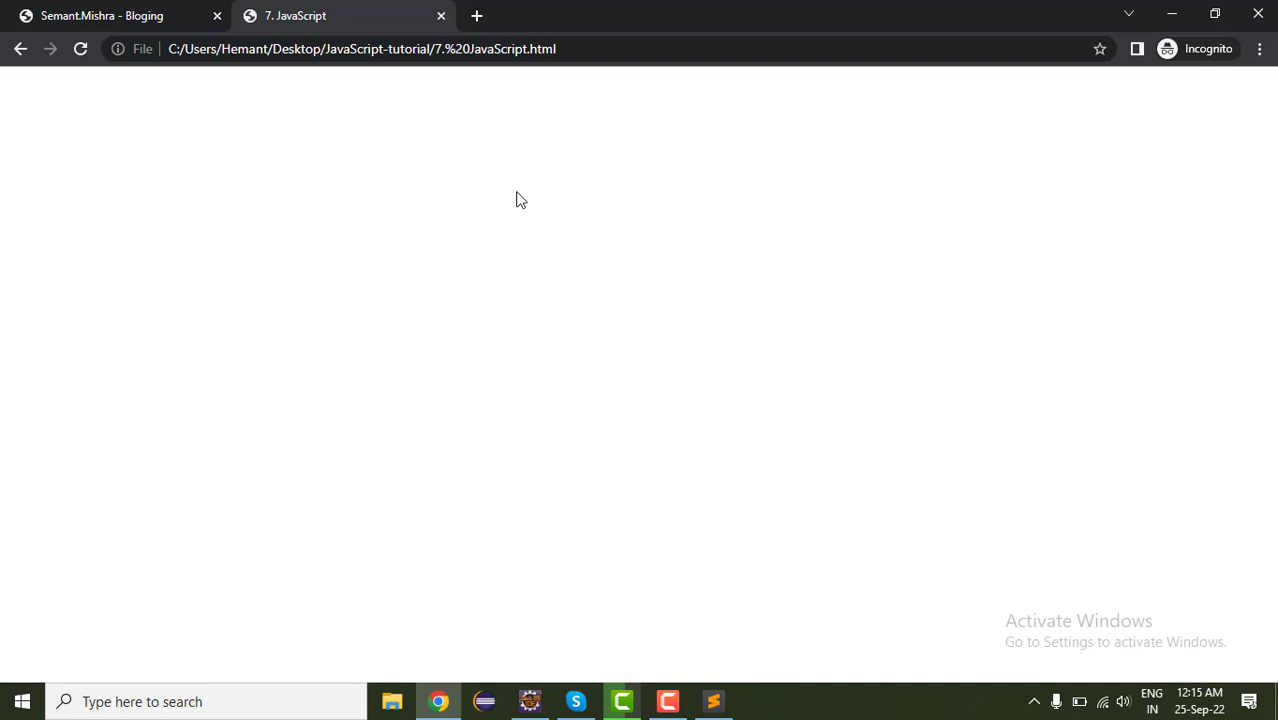 Semant.Mishra - Bloging
7. JavaScript
File
C:/Users/Hemant/Desktop/JavaScript-tutorial/7.%20JavaScript.html
Incognito
Activate Windows
Go to Settings to activate Windows.
Type here to search
ENG
IN
12:15 AM
25-Sep-22